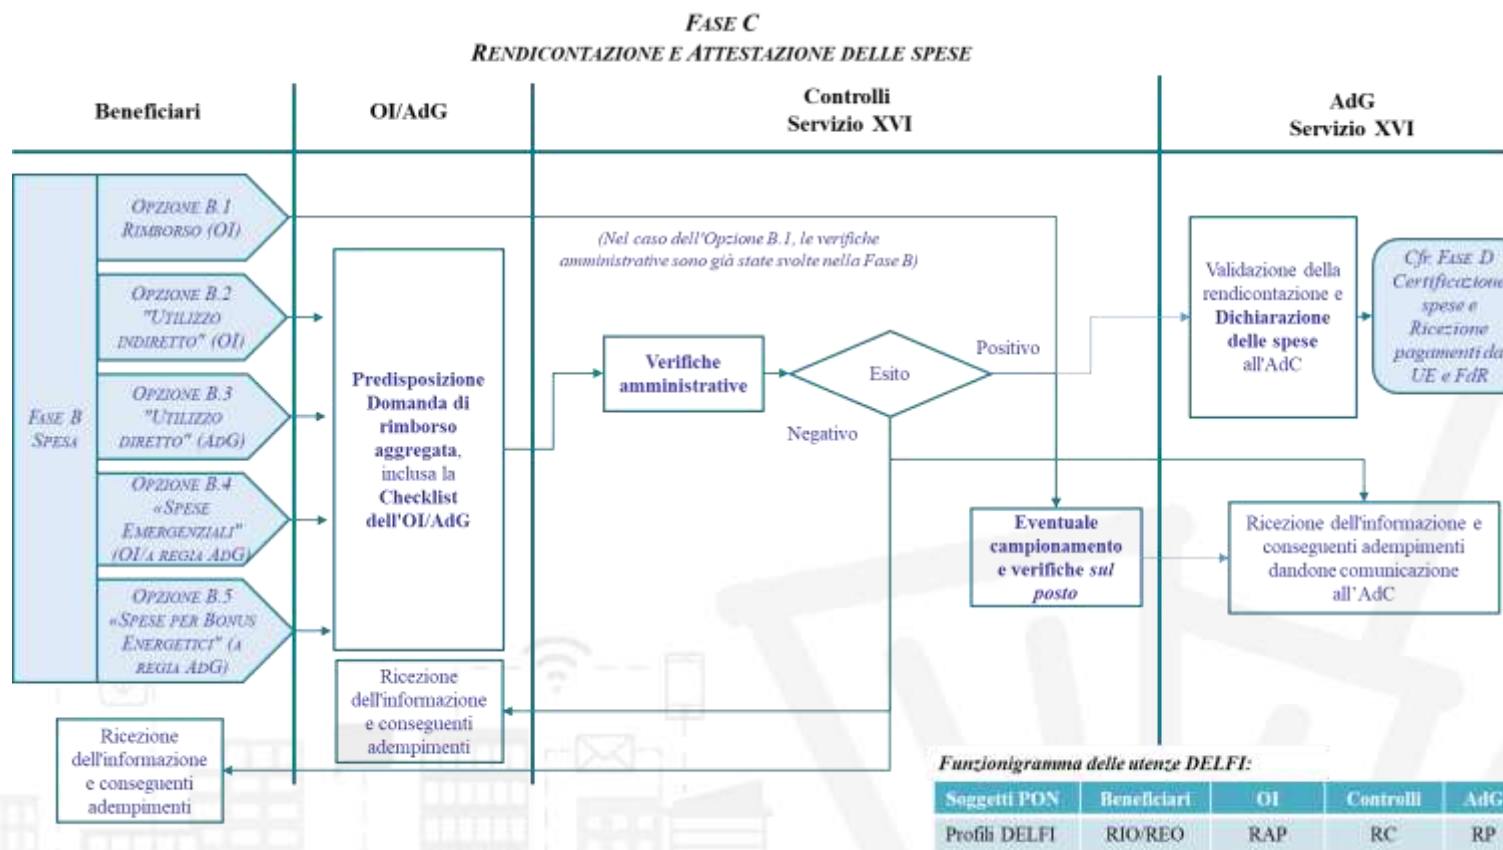 FASE C
RENDICONTAZIONE E ATTESTAZIONE DELLE SPESE
Beneficiari
OI/AdG
Controlli
Servizio XVI
AdG
Servizio XVI
FASE B
SPESA
OPZIONE B.1
RIMBORSO (OI)
OPZIONE B.2
"UTILIZZO
INDIRETTO" (OI)
OPZIONE B.3
"UTILIZZO
DIRETTO" (ADG)
OPZIONE B.4
«SPESE
EMERGENZIALI"
(OI/A REGIA ADG)
OPZIONE B.5
«SPESE PER BONUS
ENERGETICI" (A
REGIA ADG)
Predisposizione
Domanda di
rimborso
aggregata,
inclusa la
Checklist
dell'OI/AdG
(Nel caso dell'Opzione B.1, le verifiche
amministrative sono già state svolte nella Fase B)
Verifiche
amministrative
Esito
Positivo
Negativo
Eventuale
campionamento
e verifiche sul
posto
Validazione della
rendicontazione e
Dichiarazione
delle spese
all'AdC
Cfr. FASE D
Certificazione
spese e
Ricezione
pagamenti da
UE e FdR
Ricezione dell'informazione e
conseguenti adempimenti
dandone comunicazione
all'AdC
Ricezione
dell'informazione
e conseguenti
adempimenti
Ricezione
dell'informazione
e conseguenti
adempimenti
Funzionigramma delle utenze DELFI:
Soggetti PON Beneficiari OI Controlli AdG
Profili DELFI RIO/REO RAP RC RP